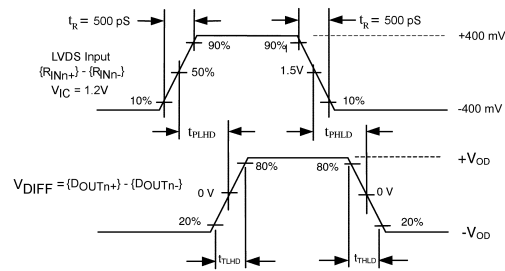 tR = 500 pS
tR = 500 pS
90%
90%
+400 mV
LVDS Input
{RINn+} - {RINn-}
VIC = 1.2V
50%
1.5V
10%
10%
-400 mV
tPLHD
tPHLD
+VOD
80%
80%
VDIFF = {DOUTn+} - {DOUTn-}
0 V
0 V
20%
20%
-VOD
tTLHD
tTHLD